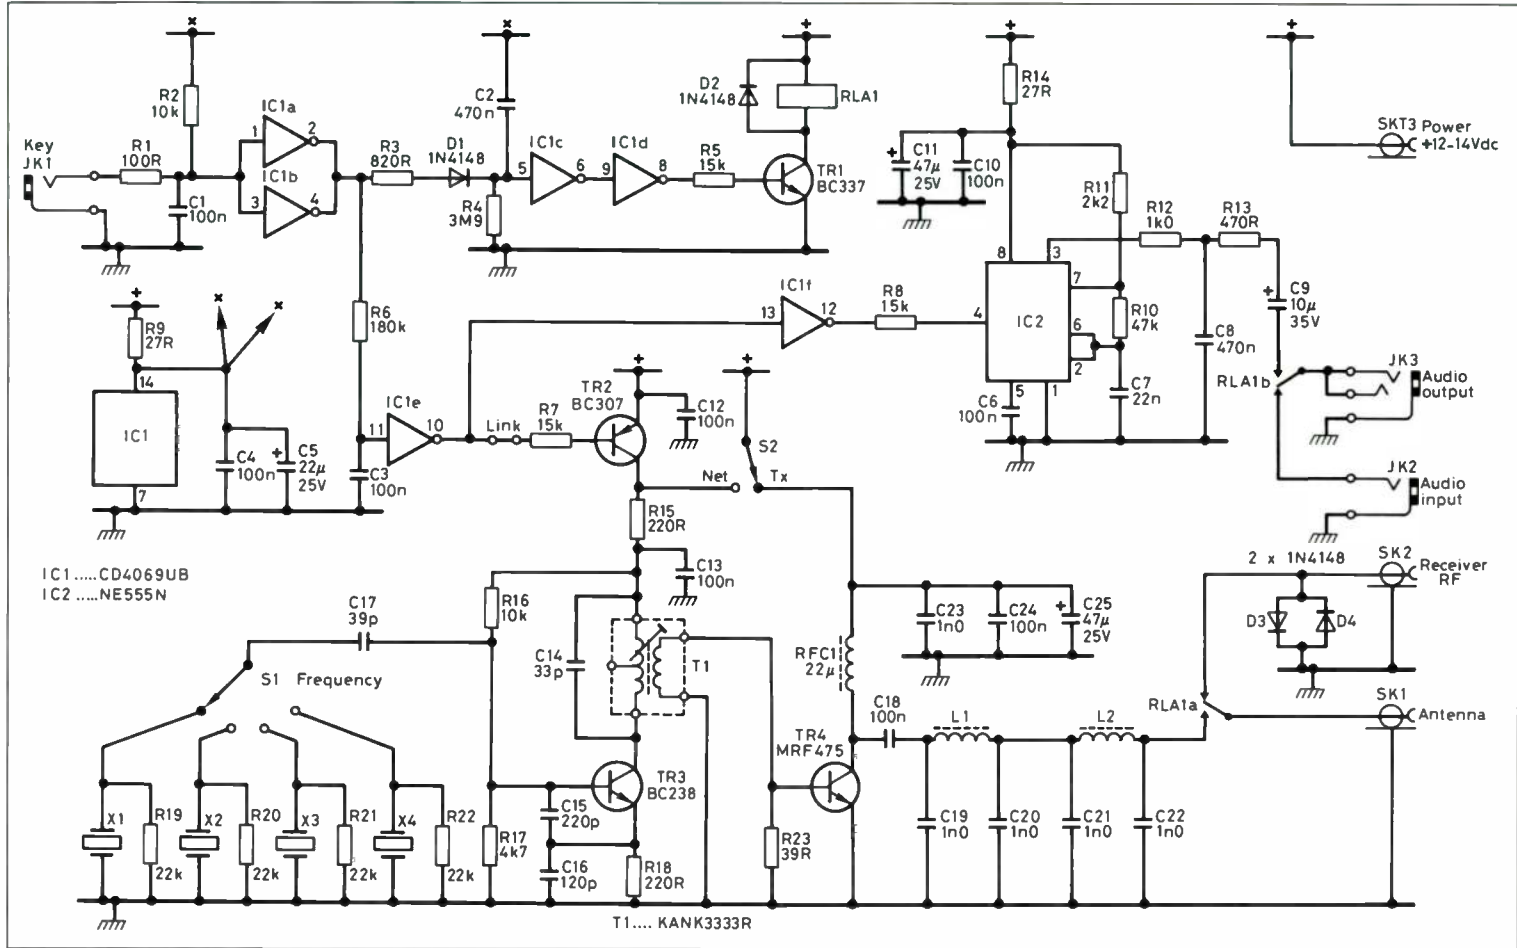 Key
JK1
R1
100R
R2
10k
C1
100n
IC1a
1
2
IC1b
3
4
R3
820R
D1
1N4148
C2
470n
R4
3M9
IC1c
5
6
IC1d
9
8
R5
15k
D2
1N4148
RLA1
TR1
BC337
R14
27R
C11
47µ
25V
C10
100n
R11
2k2
R12
1k0
R13
470R
SKT3
Power
+12-14Vdc
R9
27R
14
IC1
7
C4
100n
C5
22µ
25V
R6
180k
C3
100n
IC1e
11
10
Link
R7
15k
TR2
BC307
C12
100n
IC1f
13
12
R8
15k
4
8
3
7
6
2
5
1
IC2
R10
47k
C6
100n
C7
22n
C8
470n
C9
10µ
35V
RLA1b
JK3
Audio
output
JK2
Audio
input
S2
Net
Tx
R15
220R
C13
100n
IC1.....CD4069UB
IC2.....NE555N
C17
39p
R16
10k
C14
33p
T1
RFC1
22µ
C23
1n0
C24
100n
C25
47µ
25V
2 x 1N4148
D3
D4
SK2
Receiver
RF
RLA1a
SK1
Antenna
S1 Frequency
TR3
BC238
TR4
MRF475
C18
100n
L1
L2
X1
R19
22k
X2
R20
22k
X3
R21
22k
X4
R22
22k
R17
4k7
C15
220p
C16
120p
R18
220R
R23
39R
C19
1n0
C20
1n0
C21
1n0
C22
1n0
T1.... KANK3333R